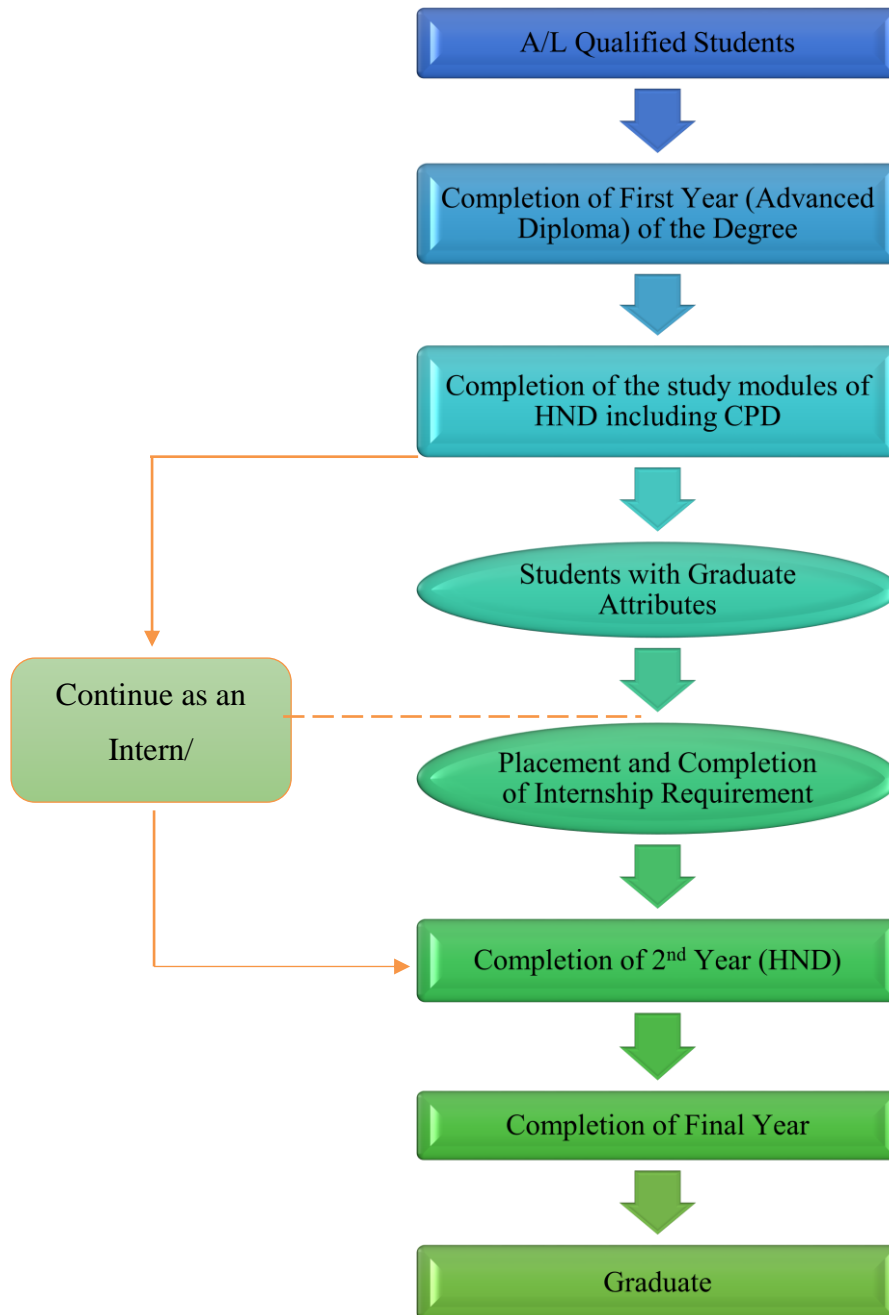 A/L Qualified Students
Completion of First Year (Advanced
Diploma) of the Degree
Completion of the study modules of
HND including CPD
Students with Graduate
Attributes
Continue as an
Intern/
Placement and Completion
of Internship Requirement
Completion of 2nd Year (HND)
Completion of Final Year
Graduate